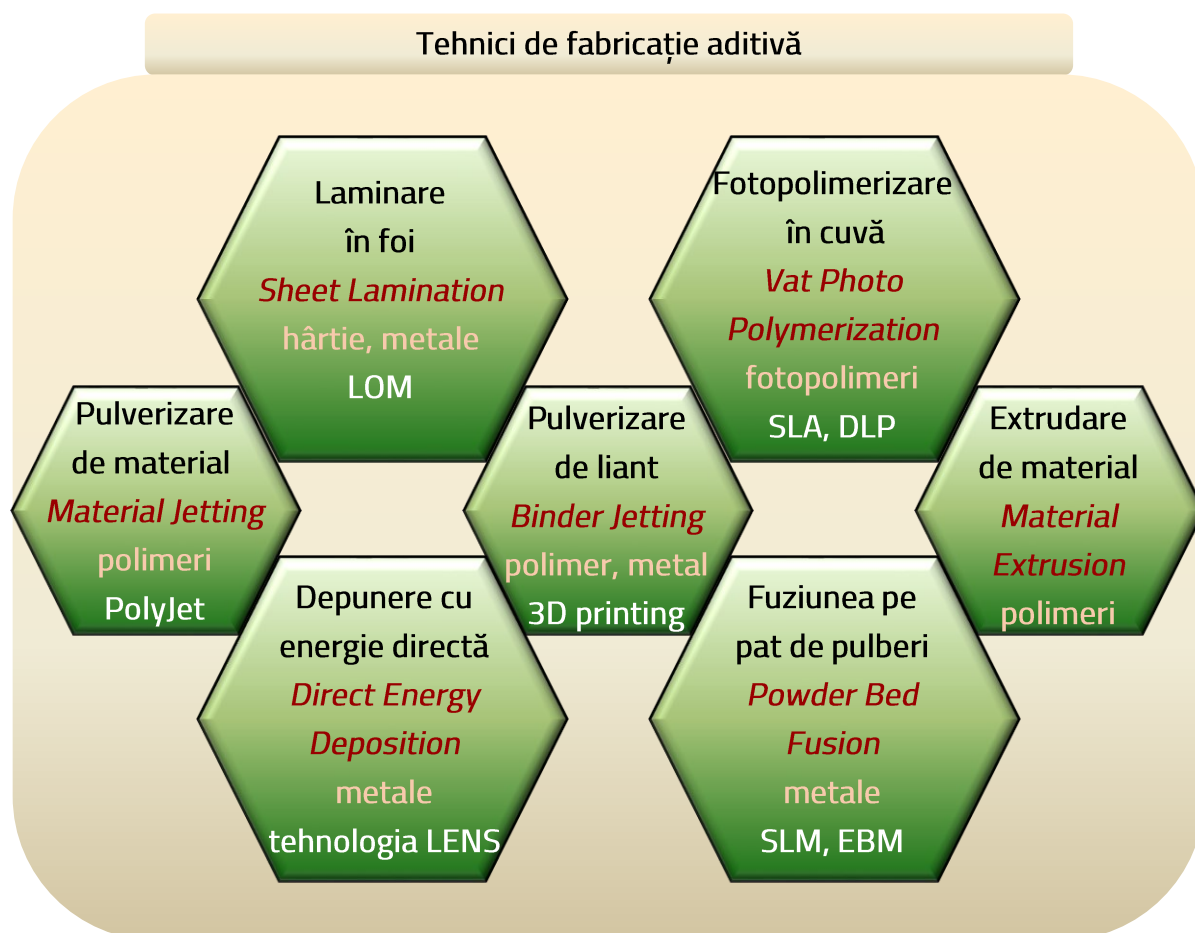 Tehnici de fabricație aditivă
Laminare
în foi
Sheet Lamination
hârtie, metale
LOM
Fotopolimerizare
în cuvă
Vat Photo
Polymerization
fotopolimeri
SLA, DLP
Pulverizare
de material
Material Jetting
polimeri
PolyJet
Pulverizare
de liant
Binder Jetting
polimer, metal
3D printing
Extrudare
de material
Material
Extrusion
polimeri
Depunere cu
energie directă
Direct Energy
Deposition
metale
tehnologia LENS
Fuziunea pe
pat de pulberi
Powder Bed
Fusion
metale
SLM, EBM